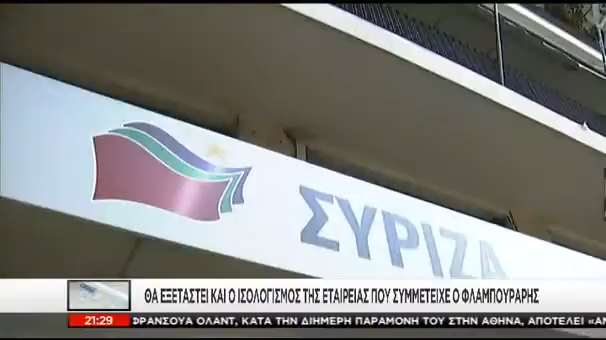 ΣΥΡΙΖΑ
ΘΑ ΕΞΕΤΑΣΤΕΙ ΚΑΙ Ο ΙΣΟΛΟΓΙΣΜΟΣ ΤΗΣ ΕΤΑΙΡΕΙΑΣ ΠΟΥ ΣΥΜΜΕΤΕΙΧΕ Ο ΦΛΑΜΠΟΥΡΑΡΗΣ
21:29 ΦΡΑΝΣΟΥΑ ΟΛΑΝΤ, ΚΑΤΑ ΤΗΝ ΔΙΗΜΕΡΗ ΠΑΡΑΜΟΝΗ ΤΟΥ ΣΤΗΝ ΑΘΗΝΑ, ΑΠΟΤΕΛΕΙ «ΑΝ